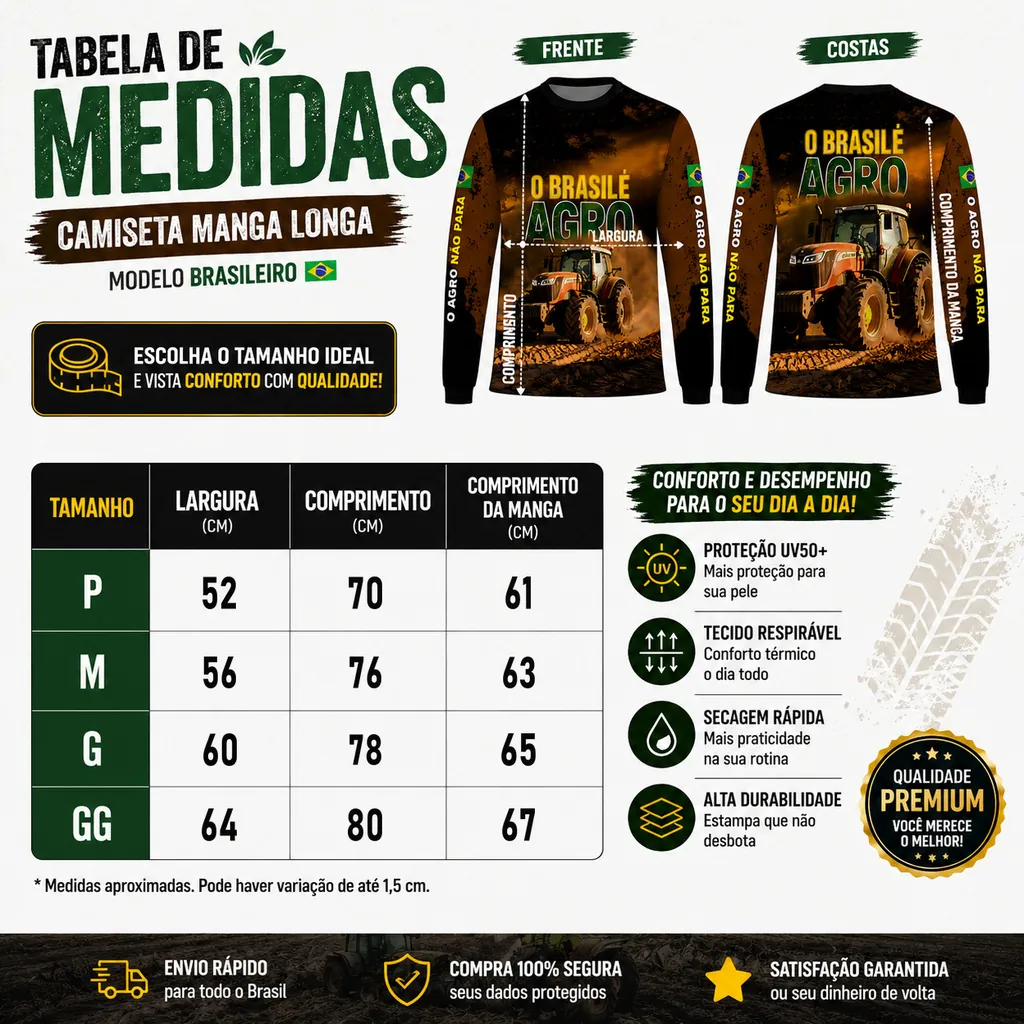 TABELA DE
MEDIDAS
CAMISETA MANGA LONGA
MODELO BRASILEIRO
ESCOLHA O TAMANHO IDEAL
E VISTA CONFORTO COM QUALIDADE!
FRENTE
O BRASILÉ
AGRO
LARGURA
COMPRIMENTO
O AGRO NÃO PARA
O AGRO NÃO PARA
COSTAS
O BRASILÉ
AGRO
O AGRO NÃO PARA
COMPRIMENTO DA MANGA
O AGRO NÃO PARA
TAMANHO
LARGURA
(CM)
COMPRIMENTO
(CM)
COMPRIMENTO
DA MANGA
(CM)
P 52 70 61
M 56 76 63
G 60 78 65
GG 64 80 67
* Medidas aproximadas. Pode haver variação de até 1,5 cm.
CONFORTO E DESEMPENHO
PARA O SEU DIA A DIA!
UV
PROTEÇÃO UV50+
Mais proteção para
sua pele
TECIDO RESPIRÁVEL
Conforto térmico
o dia todo
SECAGEM RÁPIDA
Mais praticidade
na sua rotina
ALTA DURABILIDADE
Estampa que não
desbota
QUALIDADE
PREMIUM
VOCÊ MERECE
O MELHOR!
ENVIO RÁPIDO
para todo o Brasil
COMPRA 100% SEGURA
seus dados protegidos
SATISFAÇÃO GARANTIDA
ou seu dinheiro de volta